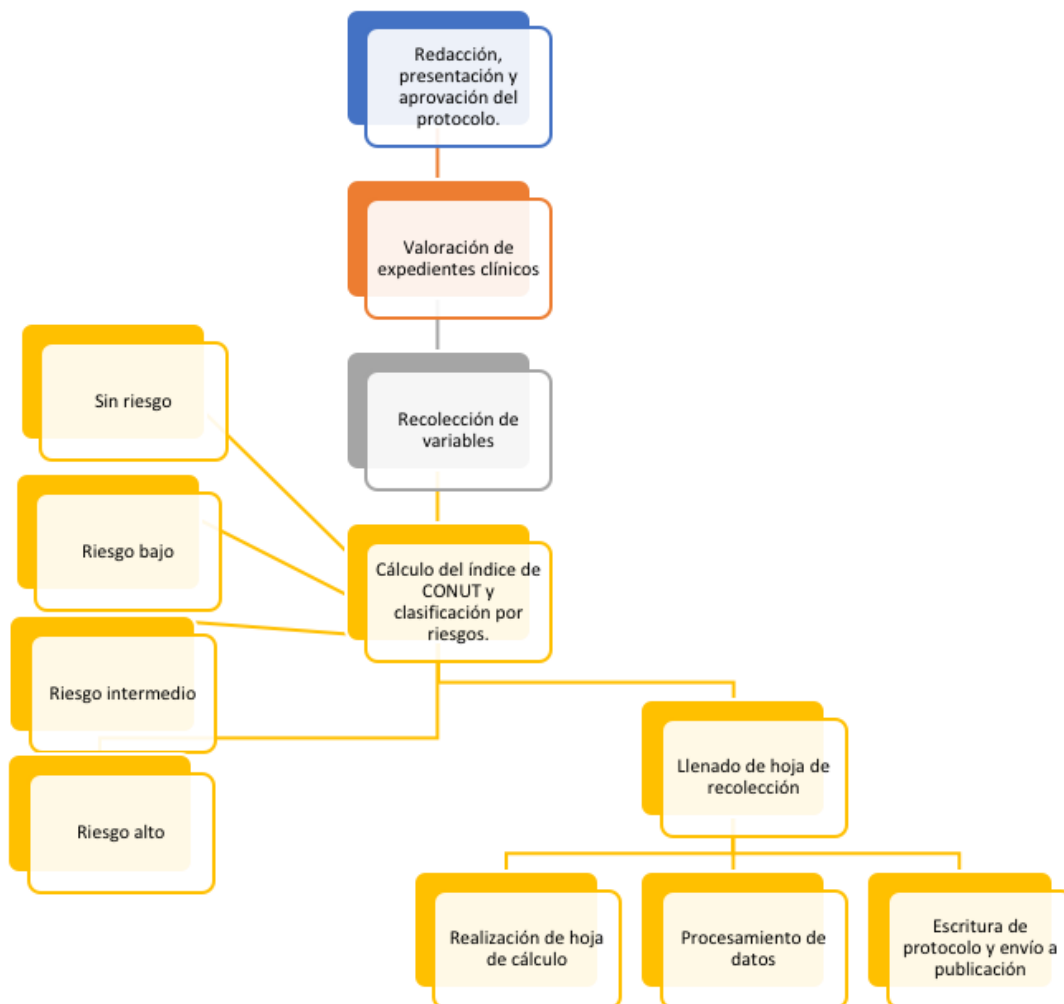 Redacción,
presentación y
aprovación del
protocolo.
Valoración de
expedientes clínicos
Recolección de
variables
Sin riesgo
Riesgo bajo
Cálculo del índice de
CONUT y
clasificación por
riesgos.
Riesgo intermedio
Riesgo alto
Llenado de hoja de
recolección
Realización de hoja
de cálculo
Procesamiento de
datos
Escritura de
protocolo y envío a
publicación